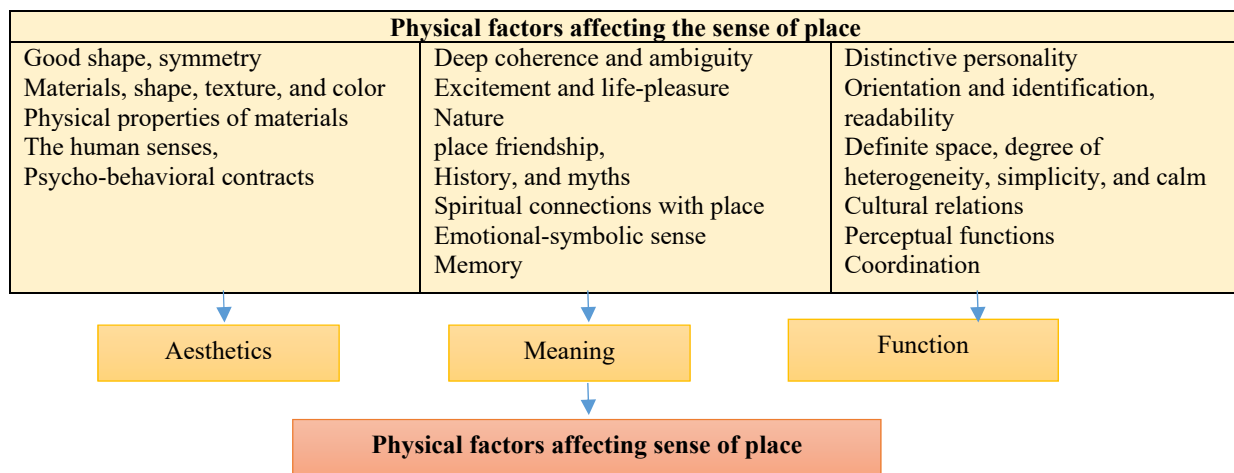 Physical factors affecting the sense of place
Good shape, symmetry
Materials, shape, texture, and color
Physical properties of materials
The human senses,
Psycho-behavioral contracts
Deep coherence and ambiguity
Excitement and life-pleasure
Nature
place friendship,
History, and myths
Spiritual connections with place
Emotional-symbolic sense
Memory
Distinctive personality
Orientation and identification,
readability
Definite space, degree of
heterogeneity, simplicity, and calm
Cultural relations
Perceptual functions
Coordination
Aesthetics
Meaning
Function
Physical factors affecting sense of place